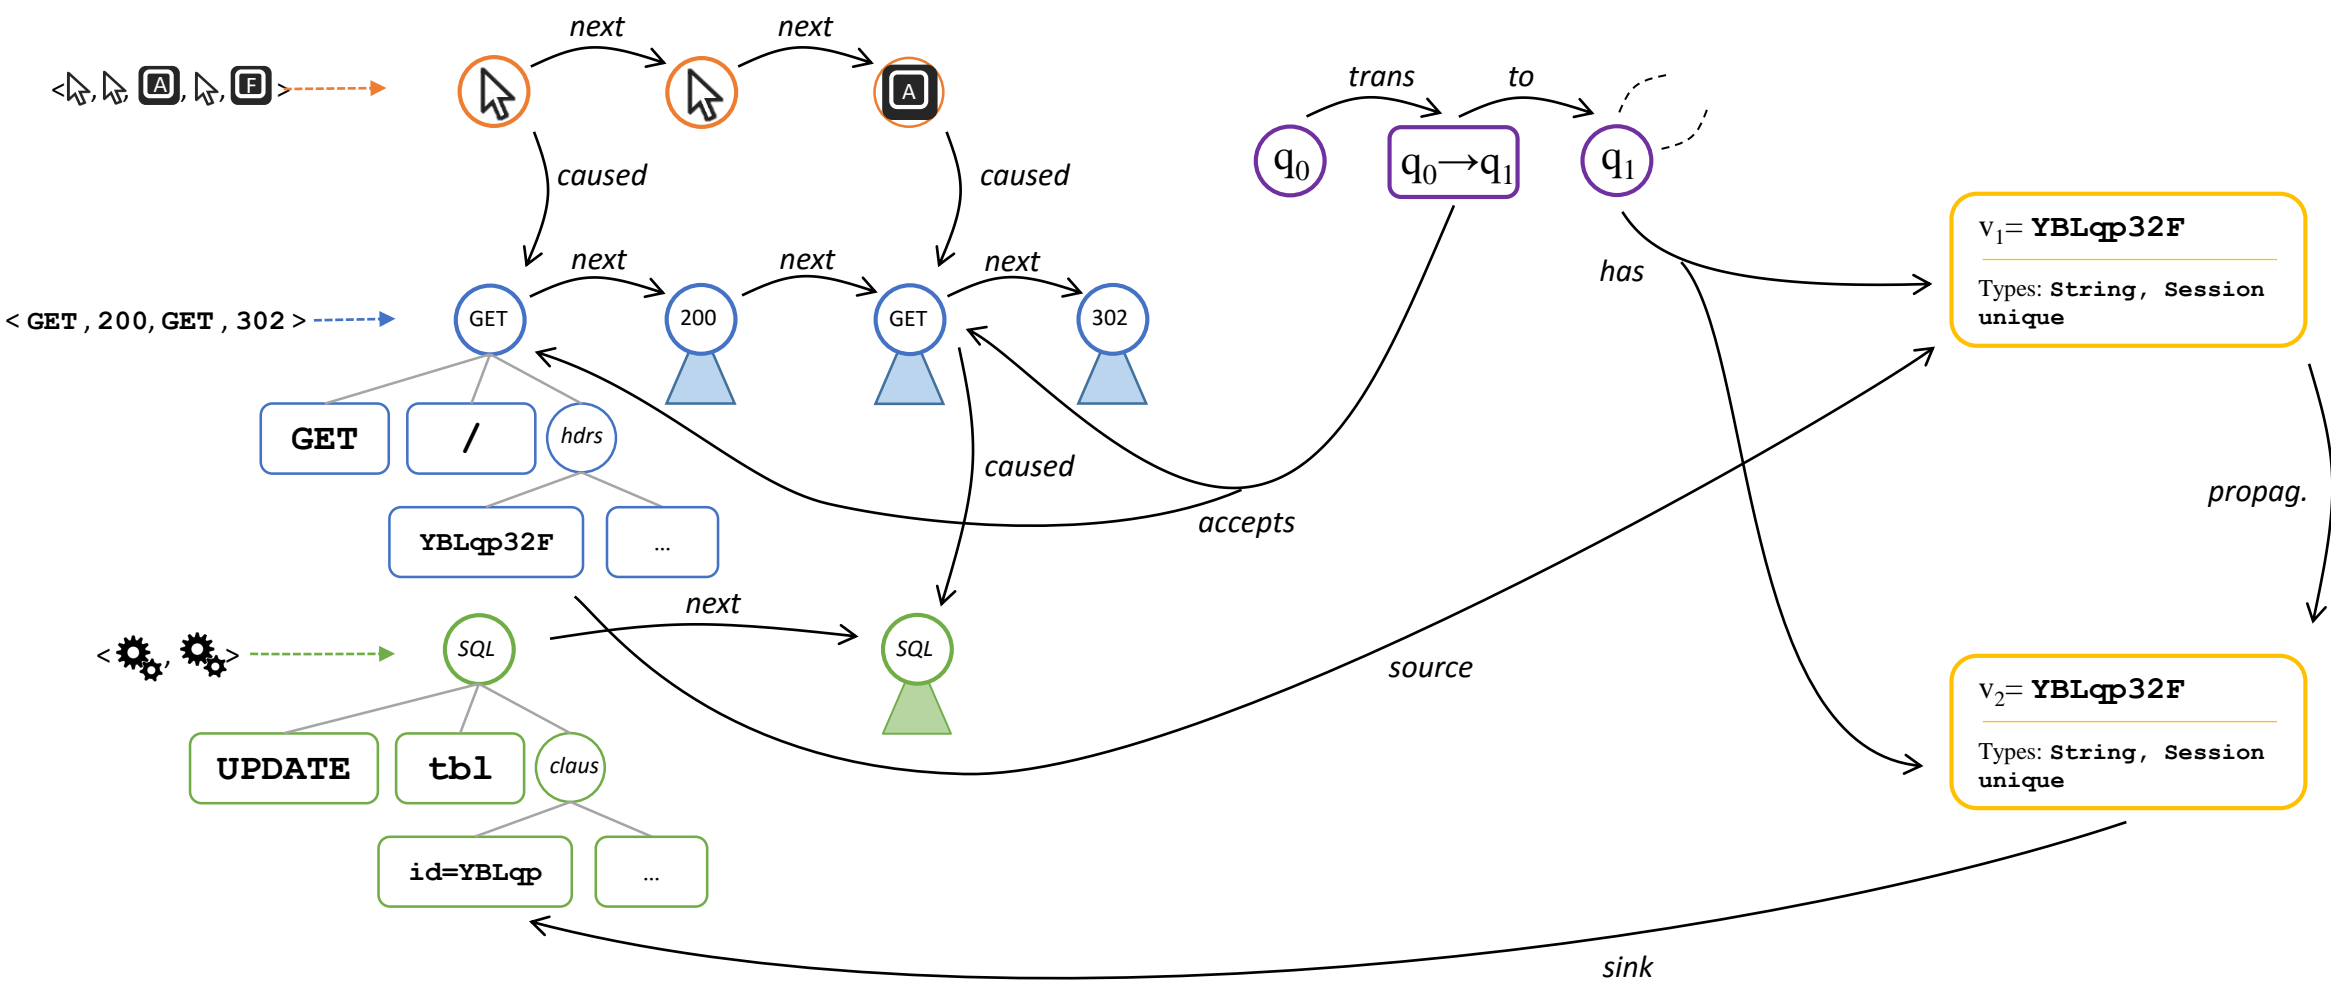 next
next
< , , A , , F >
A
trans
to
q0
q0→q1
q1
caused
caused
v1= YBLqp32F
Types: String, Session
unique
next
next
next
has
< GET , 200, GET , 302 >
GET
200
GET
302
GET
/
hdrs
caused
propag.
accepts
YBLqp32F
...
next
< , >
SQL
SQL
source
v2= YBLqp32F
Types: String, Session
unique
UPDATE
tbl
claus
id=YBLqp
...
sink